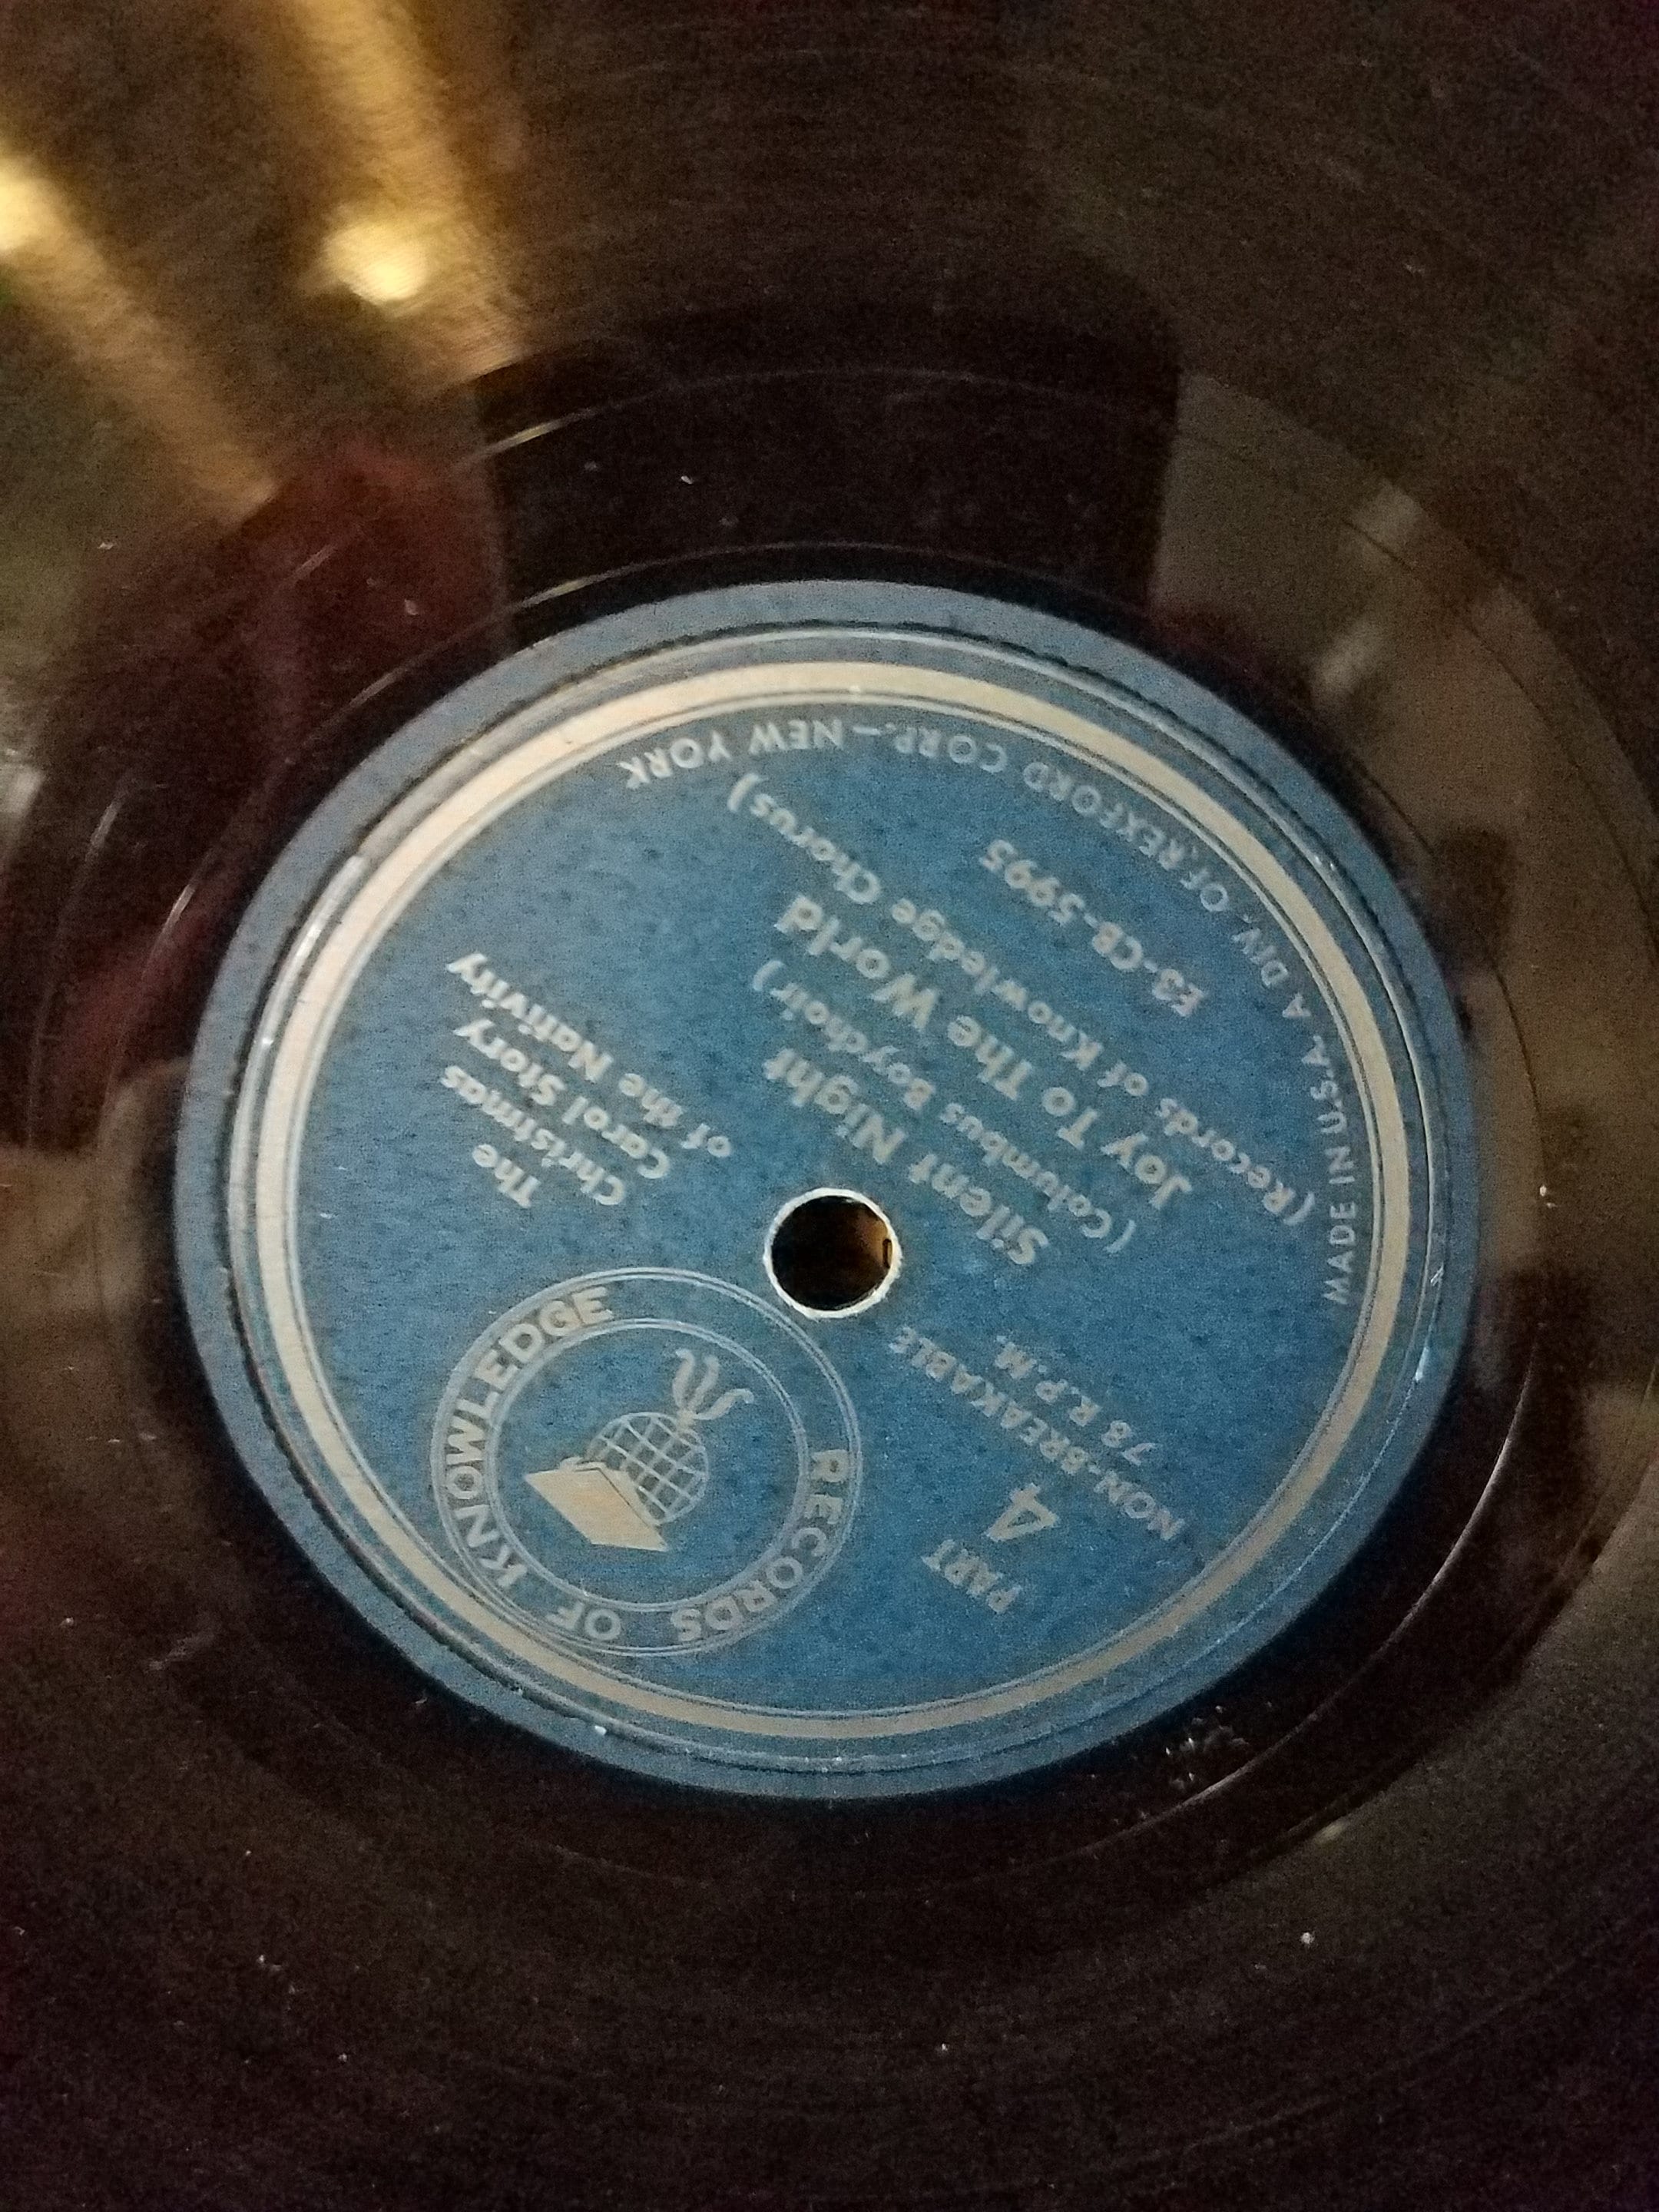 RECORDS OF KNOWLEDGE
The
Christmas
Carol Story
of the Nativity
PART
4
NON-BREAKABLE
78 R.P.M.
Silent Night
(Columbus Boychoir)
Joy To The World
(Records of Knowledge Chorus)
E3-CB-5995
MADE IN U.S.A. A DIV. OF REXFORD CORP.—NEW YORK